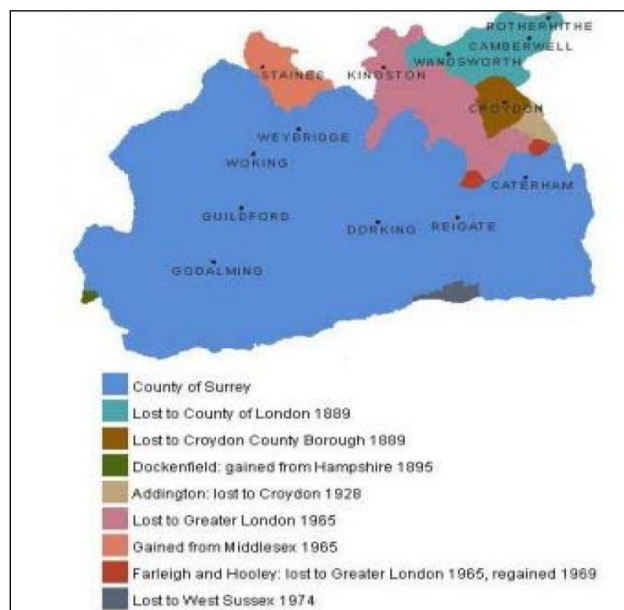 ROTHERHITHE
CAMBERWELL
WANDSWORTH
STAINES
KINGSTON
CROYDON
WEYBRIDGE
WOKING
CATERHAM
GUILDFORD
DORKING
REIGATE
GODALMING
County of Surrey
Lost to County of London 1889
Lost to Croydon County Borough 1889
Dockenfield: gained from Hampshire 1895
Addington: lost to Croydon 1928
Lost to Greater London 1965
Gained from Middlesex 1965
Farleigh and Hooley: lost to Greater London 1965, regained 1969
Lost to West Sussex 1974